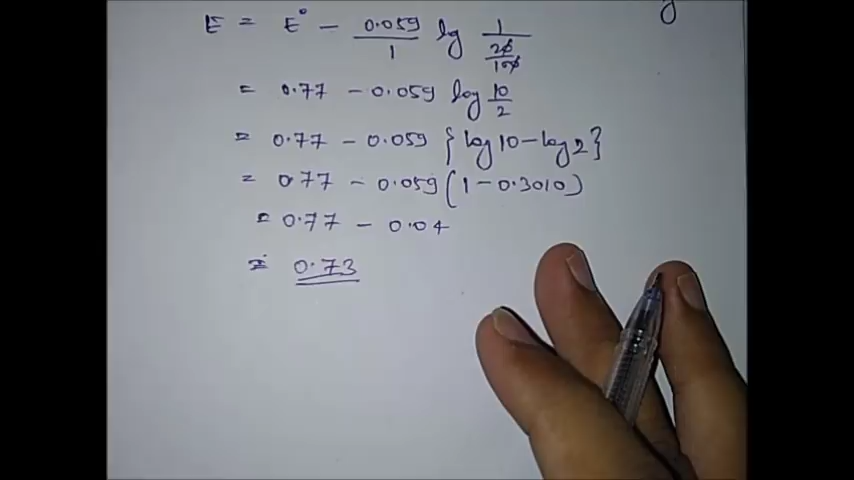 E = E° - 0.059/1 log 1/(20/100)
= 0.77 - 0.059 log 10/2
= 0.77 - 0.059 {log 10 - log 2}
= 0.77 - 0.059 (1 - 0.3010)
= 0.77 - 0.04
= 0.73